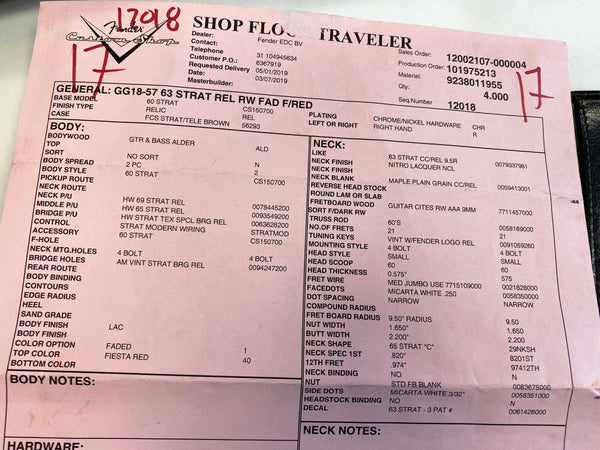 12018
17
17
Fender
Custom Shop
SHOP FLOOR TRAVELER
Dealer: Fender EDC BV
Contact:
Telephone 31 104945634
Customer P.O.: 6367919
Requested Delivery 05/01/2019
Masterbuilder: 03/07/2019
Sales Order: 12002107-000004
Production Order: 101975213
Material: 9238011955
Qty 4.000
Seq.Number 12018
GENERAL: GG18-57 63 STRAT REL RW FAD F/RED
BASE MODEL 60 STRAT CS150700
FINISH TYPE RELIC REL
CASE FCS STRAT/TELE BROWN 56293
PLATING CHROME/NICKEL HARDWARE CHR
LEFT OR RIGHT RIGHT HAND R
BODY:
BODYWOOD GTR & BASS ALDER ALD
TOP
SORT NO SORT
BODY SPREAD 2 PC N
BODY STYLE 60 STRAT 2
PICKUP ROUTE CS150700
NECK ROUTE
NECK P/U HW 69 STRAT REL
MIDDLE P/U HW 65 STRAT REL 0078445200
BRIDGE P/U HW STRAT TEX SPCL BRG REL 0093549200
CONTROL STRAT MODERN WIRING 0063628200
ACCESSORY 60 STRAT STRATMOD
F-HOLE CS150700
NECK MTG.HOLES 4 BOLT
BRIDGE HOLES AM VINT STRAT BRG REL 4 BOLT
REAR ROUTE 0094247200
BODY BINDING
CONTOURS
EDGE RADIUS
HEEL
SAND GRADE
BODY FINISH LAC
BODY FINISH
COLOR OPTION FADED 1
TOP COLOR FIESTA RED 40
BOTTOM COLOR
BODY NOTES:
HARDWARE:
NECK:
LIKE 63 STRAT CC/REL 9.5R 0079337981
NECK FINISH NITRO LACQUER NCL
NECK FINISH
NECK BLANK MAPLE PLAIN GRAIN CC/REL 0059413001
REVERSE HEAD STOCK
ROUND LAM OR SLAB
FRETBOARD WOOD GUITAR CITES RW AAA 9MM 7711457000
SORT F/DARK RW
TRUSS ROD 60'S 0058169000
NO.OF FRETS 21 21
TUNING KEYS VINT W/FENDER LOGO REL 0091059280
MOUNTING STYLE 4 BOLT 4 BOLT
HEAD STYLE SMALL SMALL
HEAD SCOOP 60 60
HEAD THICKNESS 0.575" 575
FRET WIRE MED JUMBO USE 7715109000 0021828000
FACEDOTS MICARTA WHITE .250 0058350000
DOT SPACING NARROW NARROW
COMPOUND RADIUS
FRET BOARD RADIUS 9.50" RADIUS 9.50
NUT WIDTH 1.650" 1.650
BUTT WIDTH 2.200" 2.200
NECK SHAPE 65 STRAT "C" 29NKSH
NECK SPEC 1ST .820" 8201ST
12TH FRET .974" 97412TH
NECK BINDING NO N
NUT STD FB BLANK 0083675000
SIDE DOTS MICARTA WHITE 3/32" 0058351000
HEADSTOCK BINDING NO N
DECAL 63 STRAT - 3 PAT # 0061426000
NECK NOTES: